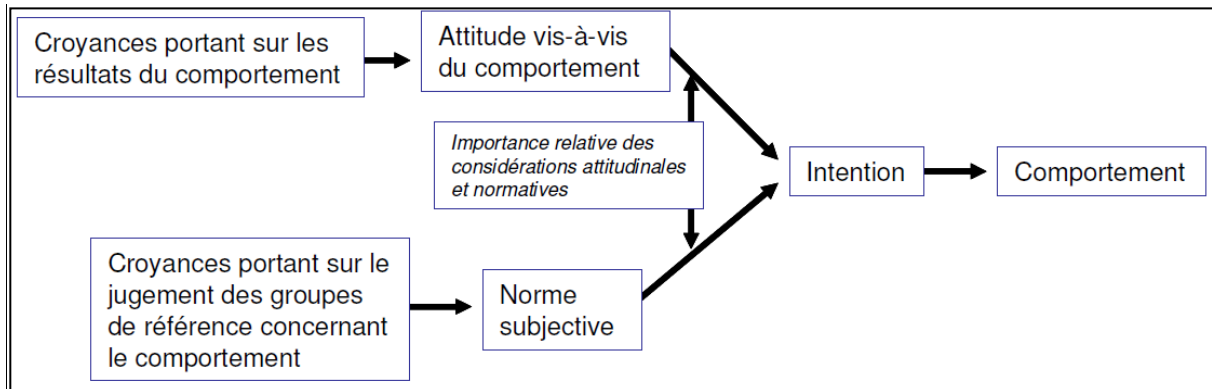 Croyances portant sur les
résultats du comportement
Attitude vis-à-vis
du comportement
Importance relative des
considérations attitudinales
et normatives
Intention
Comportement
Croyances portant sur le
jugement des groupes
de référence concernant
le comportement
Norme
subjective